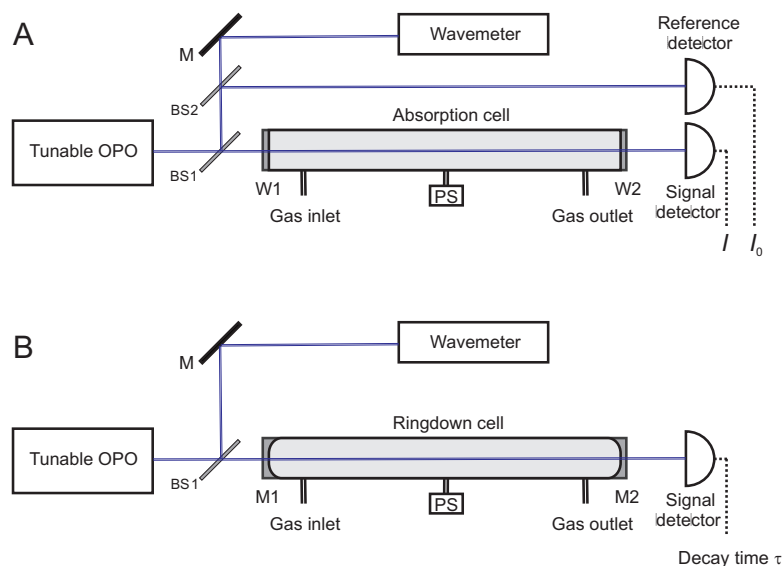 A
M
Wavemeter
Reference
detector
BS2
Absorption cell
Tunable OPO
BS1
W1
W2
PS
Gas inlet
Gas outlet
Signal
detector
I
I0
B
M
Wavemeter
Ringdown cell
Tunable OPO
BS1
M1
M2
PS
Gas inlet
Gas outlet
Signal
detector
Decay time τ